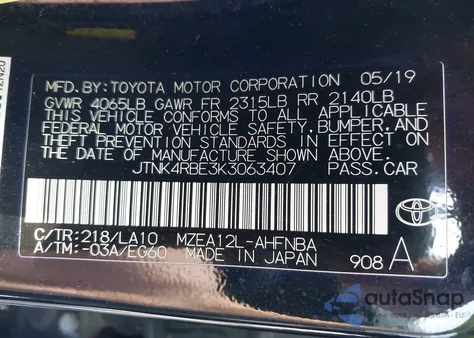 MFD.BY:TOYOTA MOTOR CORPORATION 05/19
GVWR 4065LB GAWR FR 2315LB RR 2140LB
THIS VEHICLE CONFORMS TO ALL APPLICABLE
FEDERAL MOTOR VEHICLE SAFETY,BUMPER,AND
THEFT PREVENTION STANDARDS IN EFFECT ON
THE DATE OF MANUFACTURE SHOWN ABOVE.
JTNK4RBE3K3063407 PASS.CAR
C/TR:218/LA10 MZEA12L-AHFNBA
A/TM:-03A/EG60 MADE IN JAPAN
908 A
TOYOTA
autoSnap